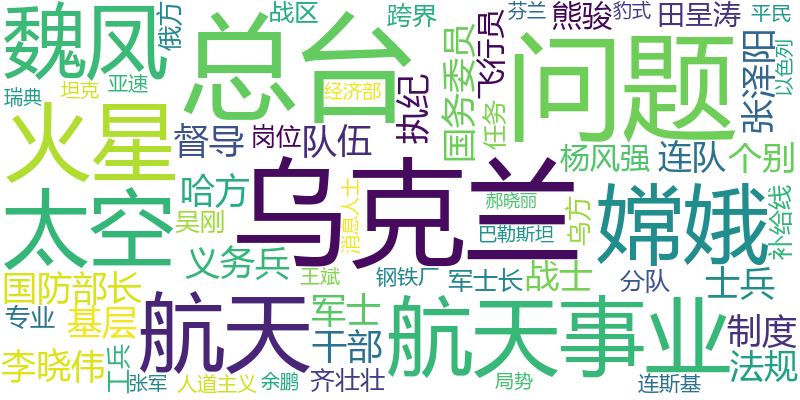 魏凤
俄方
总台
战区
跨界
芬兰
熊骏
豹式
田呈涛
平民
瑞典
坦克
亚速
经济部
执纪
国务委员
飞行员
问题
张泽阳
以色列
火星
督导
岗位
队伍
任务
杨风强
连队
个别
太空
哈方
乌克兰
郝晓丽
嫦娥
补给线
吴刚
消息人士
巴勒斯坦
乌方
义务兵
王斌
钢铁厂
军士长
战士
分队
士兵
国防部长
专业
基层
航天
军士
航天事业
制度
干部
李晓伟
工兵
张军
人道主义
余鹏
齐壮壮
局势
连斯基
法规